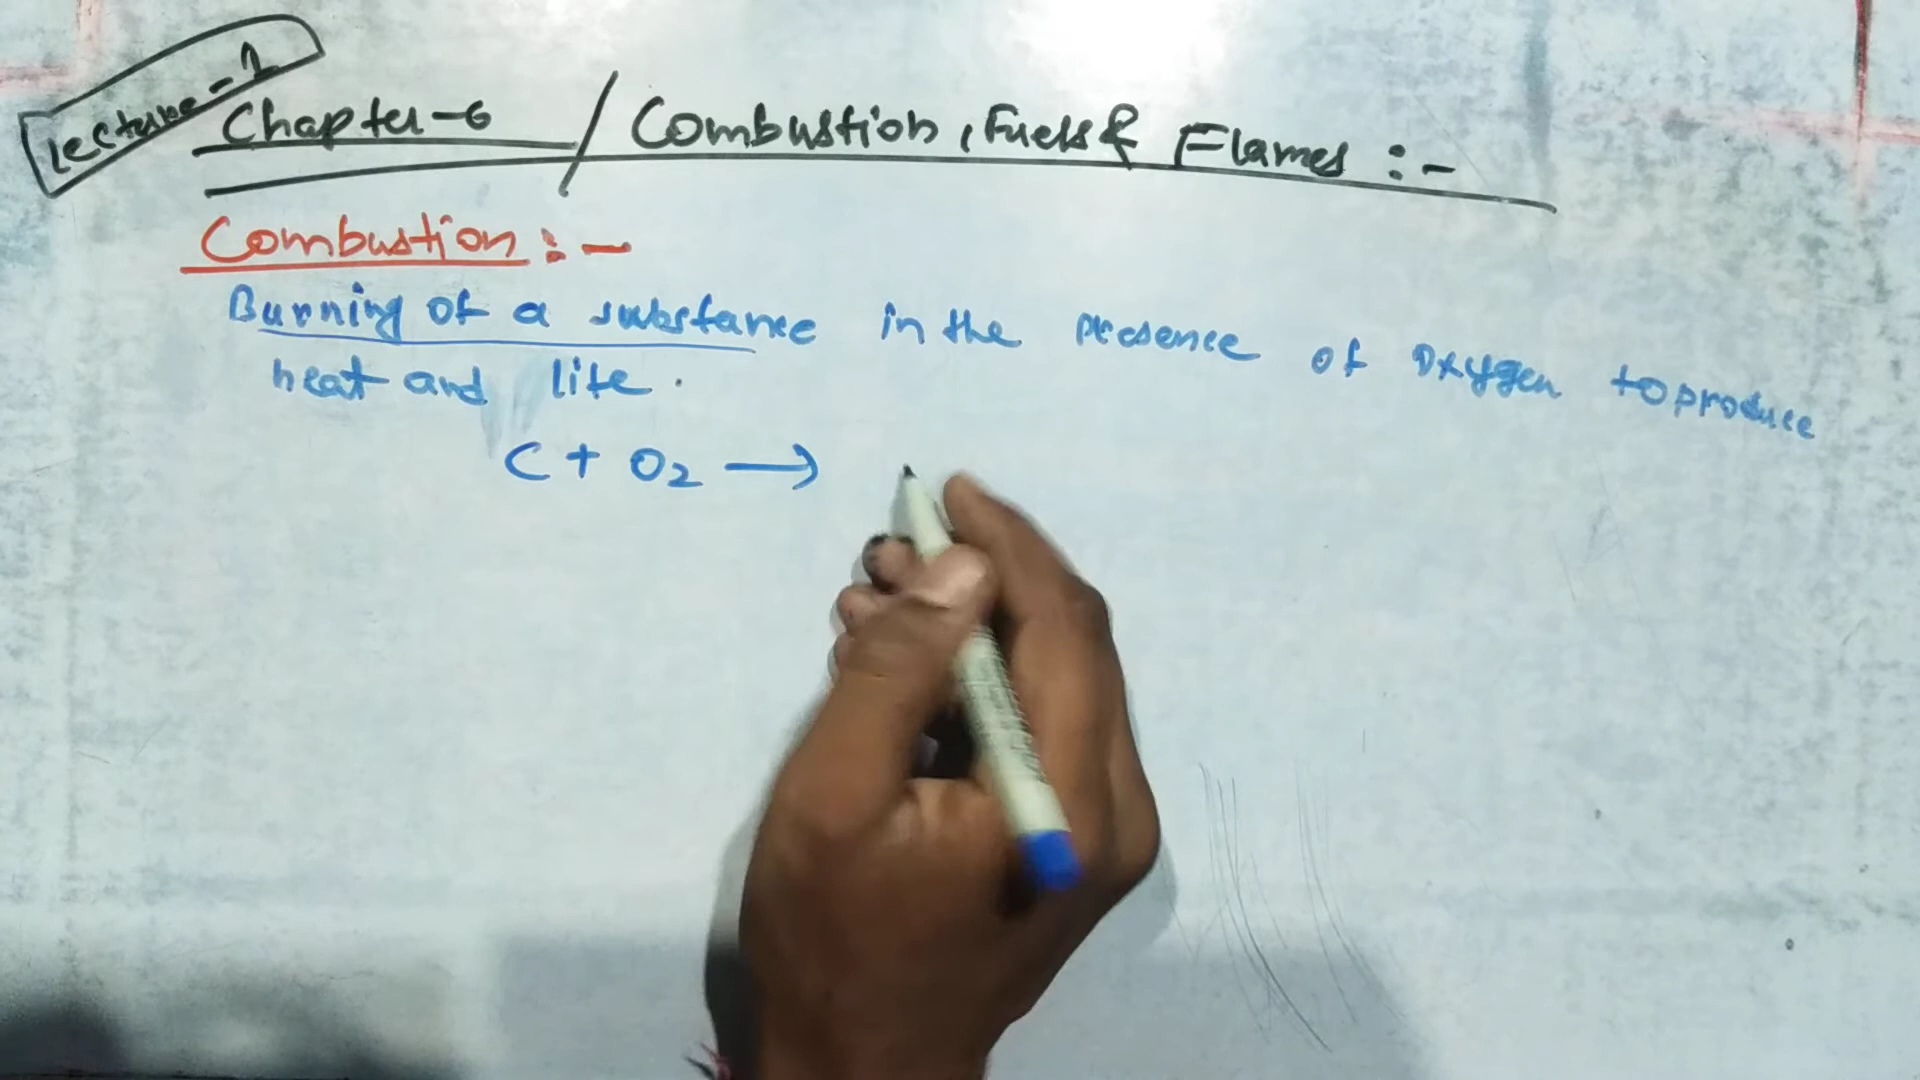 Lecture-1
Chapter-6 / Combustion, Fuels & Flames :-
Combustion :-
Burning of a substance in the presence of Oxygen to produce
heat and life.
C + O2 →